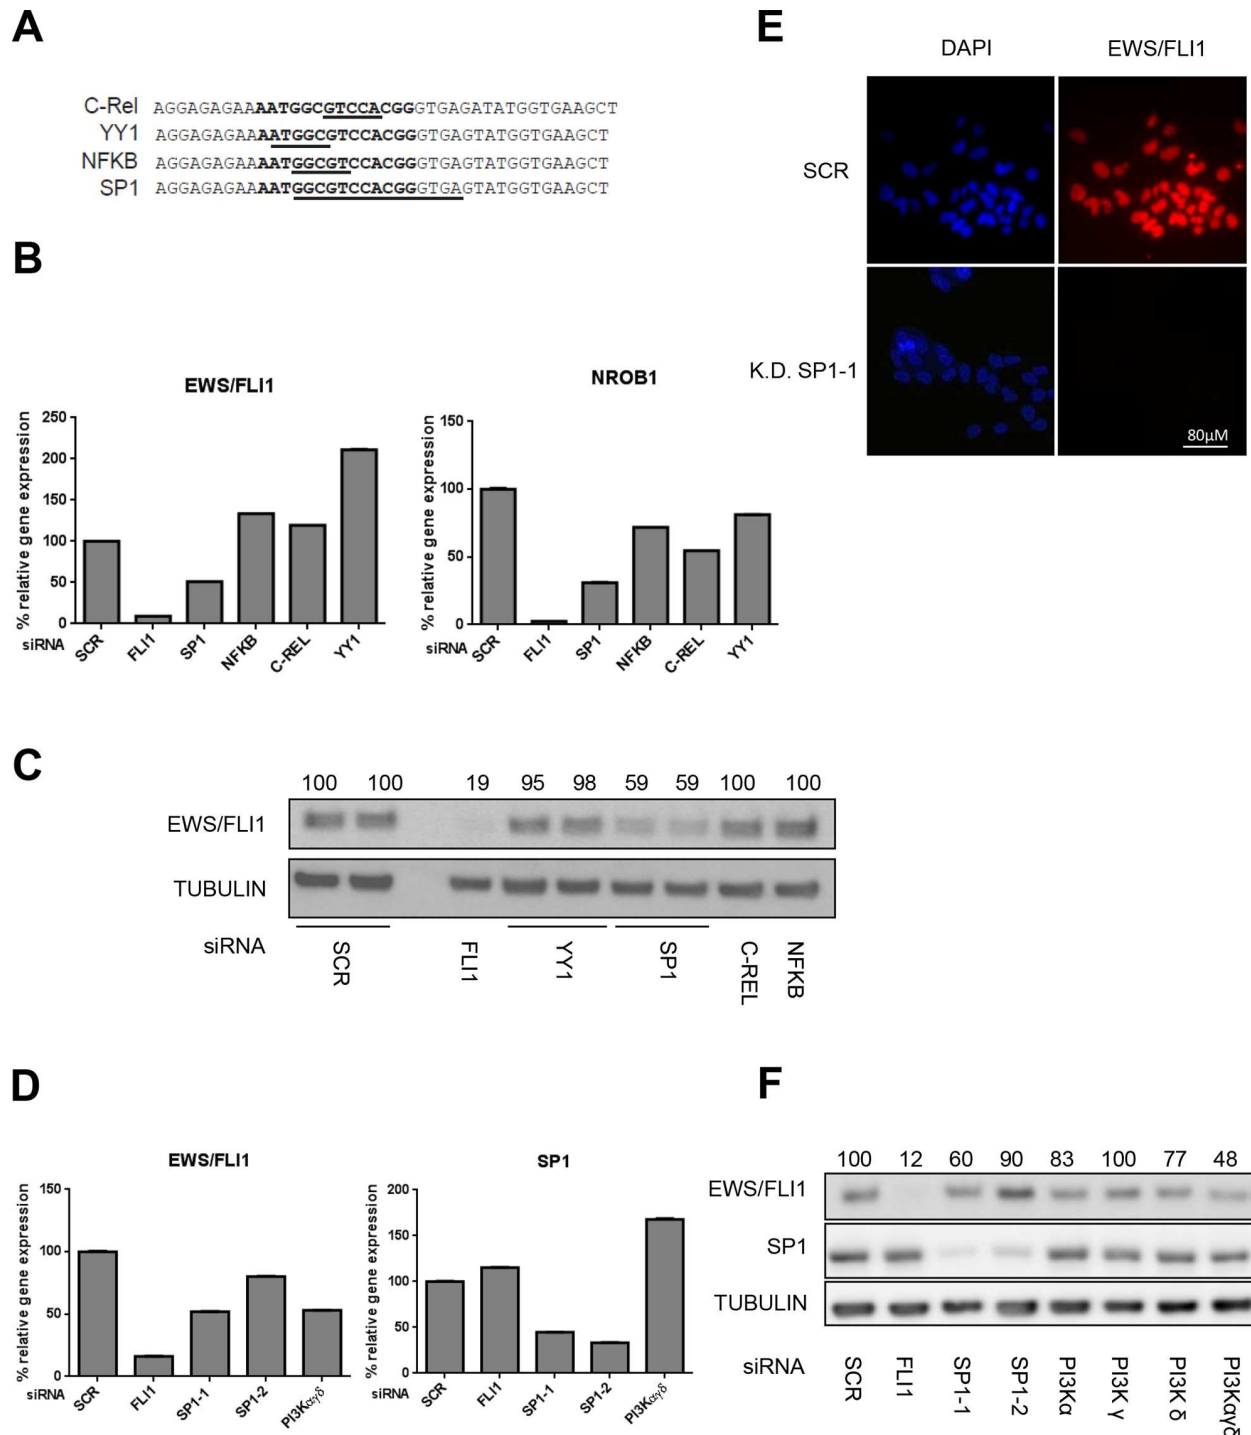 A
C-Rel AGGAGAGAAAATGGCGTCCACGGGTGAGATATGGTGAAGCT
YY1 AGGAGAGAAAATGGCGTCCACGGGTGAGTATGGTGAAGCT
NFKB AGGAGAGAAAATGGCGTCCACGGGTGAGTATGGTGAAGCT
SP1 AGGAGAGAAAATGGCGTCCACGGGTGAGTATGGTGAAGCT
B
EWS/FLI1
% relative gene expression
250
200
150
100
50
0
siRNA
SCR FLI1 SP1 NFKB C-REL YY1
NROB1
% relative gene expression
150
100
50
0
siRNA
SCR FLI1 SP1 NFKB C-REL YY1
C
100 100 19 95 98 59 59 100 100
EWS/FLI1
TUBULIN
siRNA
SCR FLI1 YY1 SP1 C-REL NFKB
D
EWS/FLI1
% relative gene expression
150
100
50
0
siRNA
SCR FLI1 SP1-1 SP1-2 PI3Kαγδ
SP1
% relative gene expression
200
150
100
50
0
siRNA
SCR FLI1 SP1-1 SP1-2 PI3Kαγδ
E
DAPI EWS/FLI1
SCR
K.D. SP1-1
80µM
F
100 12 60 90 83 100 77 48
EWS/FLI1
SP1
TUBULIN
siRNA
SCR FLI1 SP1-1 SP1-2 PI3Kα PI3K γ PI3K δ PI3Kαγδ